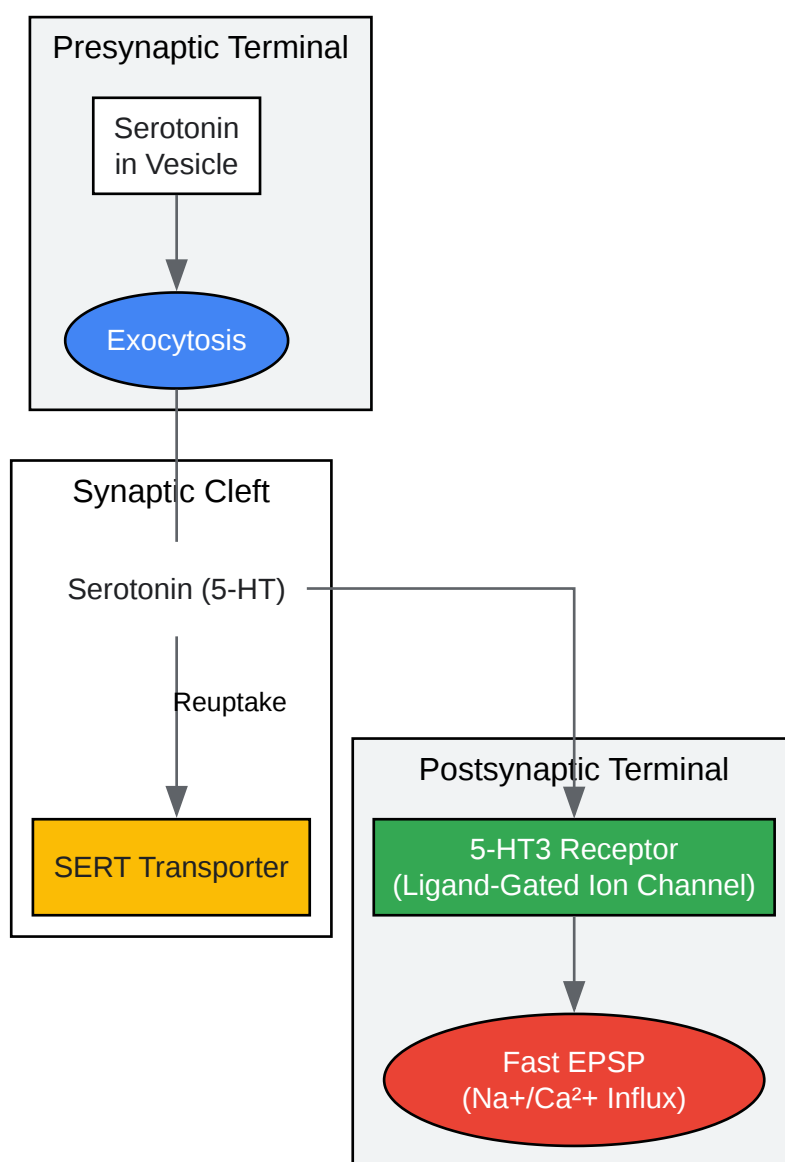 Presynaptic Terminal
Serotonin
in Vesicle
Exocytosis
Synaptic Cleft
Serotonin (5-HT)
Reuptake
SERT Transporter
Postsynaptic Terminal
5-HT3 Receptor
(Ligand-Gated Ion Channel)
Fast EPSP
(Na+/Ca²+ Influx)